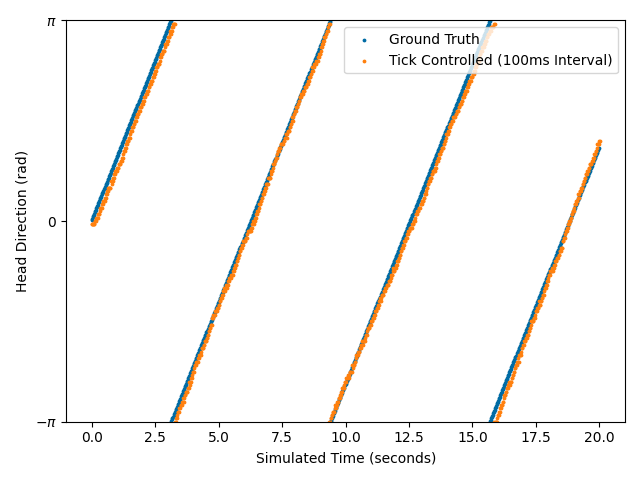 π
0
−π
Head Direction (rad)
Ground Truth
Tick Controlled (100ms Interval)
0.0 2.5 5.0 7.5 10.0 12.5 15.0 17.5 20.0
Simulated Time (seconds)